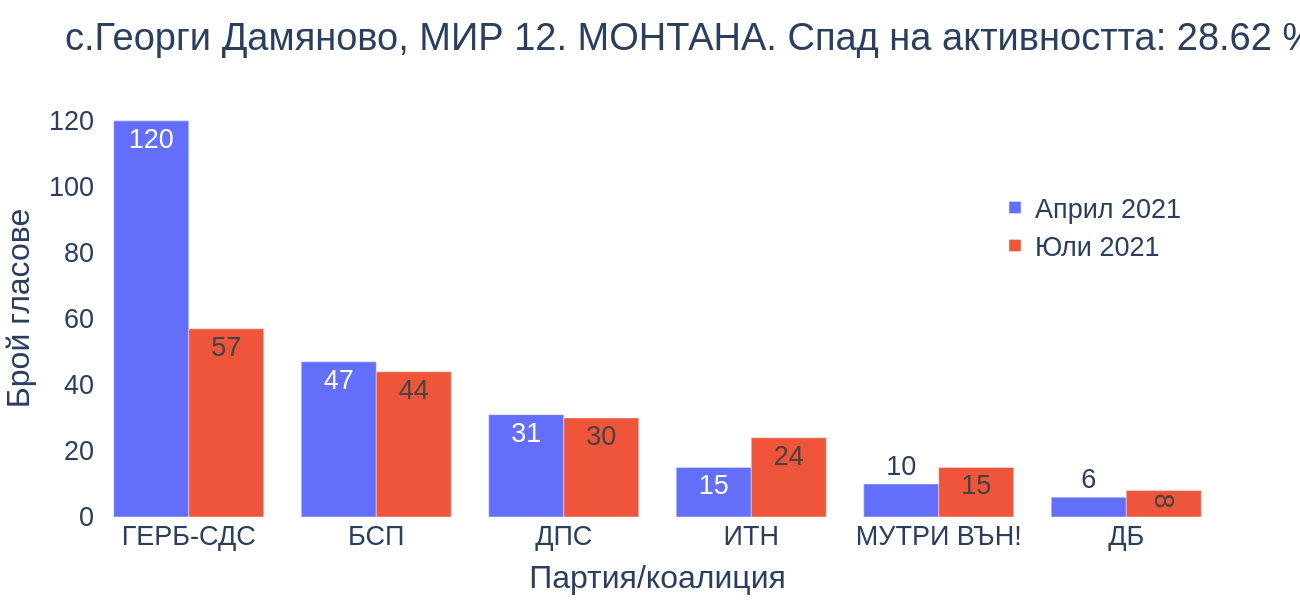 с.Георги Дамяново, МИР 12. МОНТАНА. Спад на активността: 28.62 %
Брой гласове
120
100
80
60
40
20
0
120
57
47
44
31
30
15
24
10
15
6
8
Април 2021
Юли 2021
ГЕРБ-СДС
БСП
ДПС
ИТН
МУТРИ ВЪН!
ДБ
Партия/коалиция